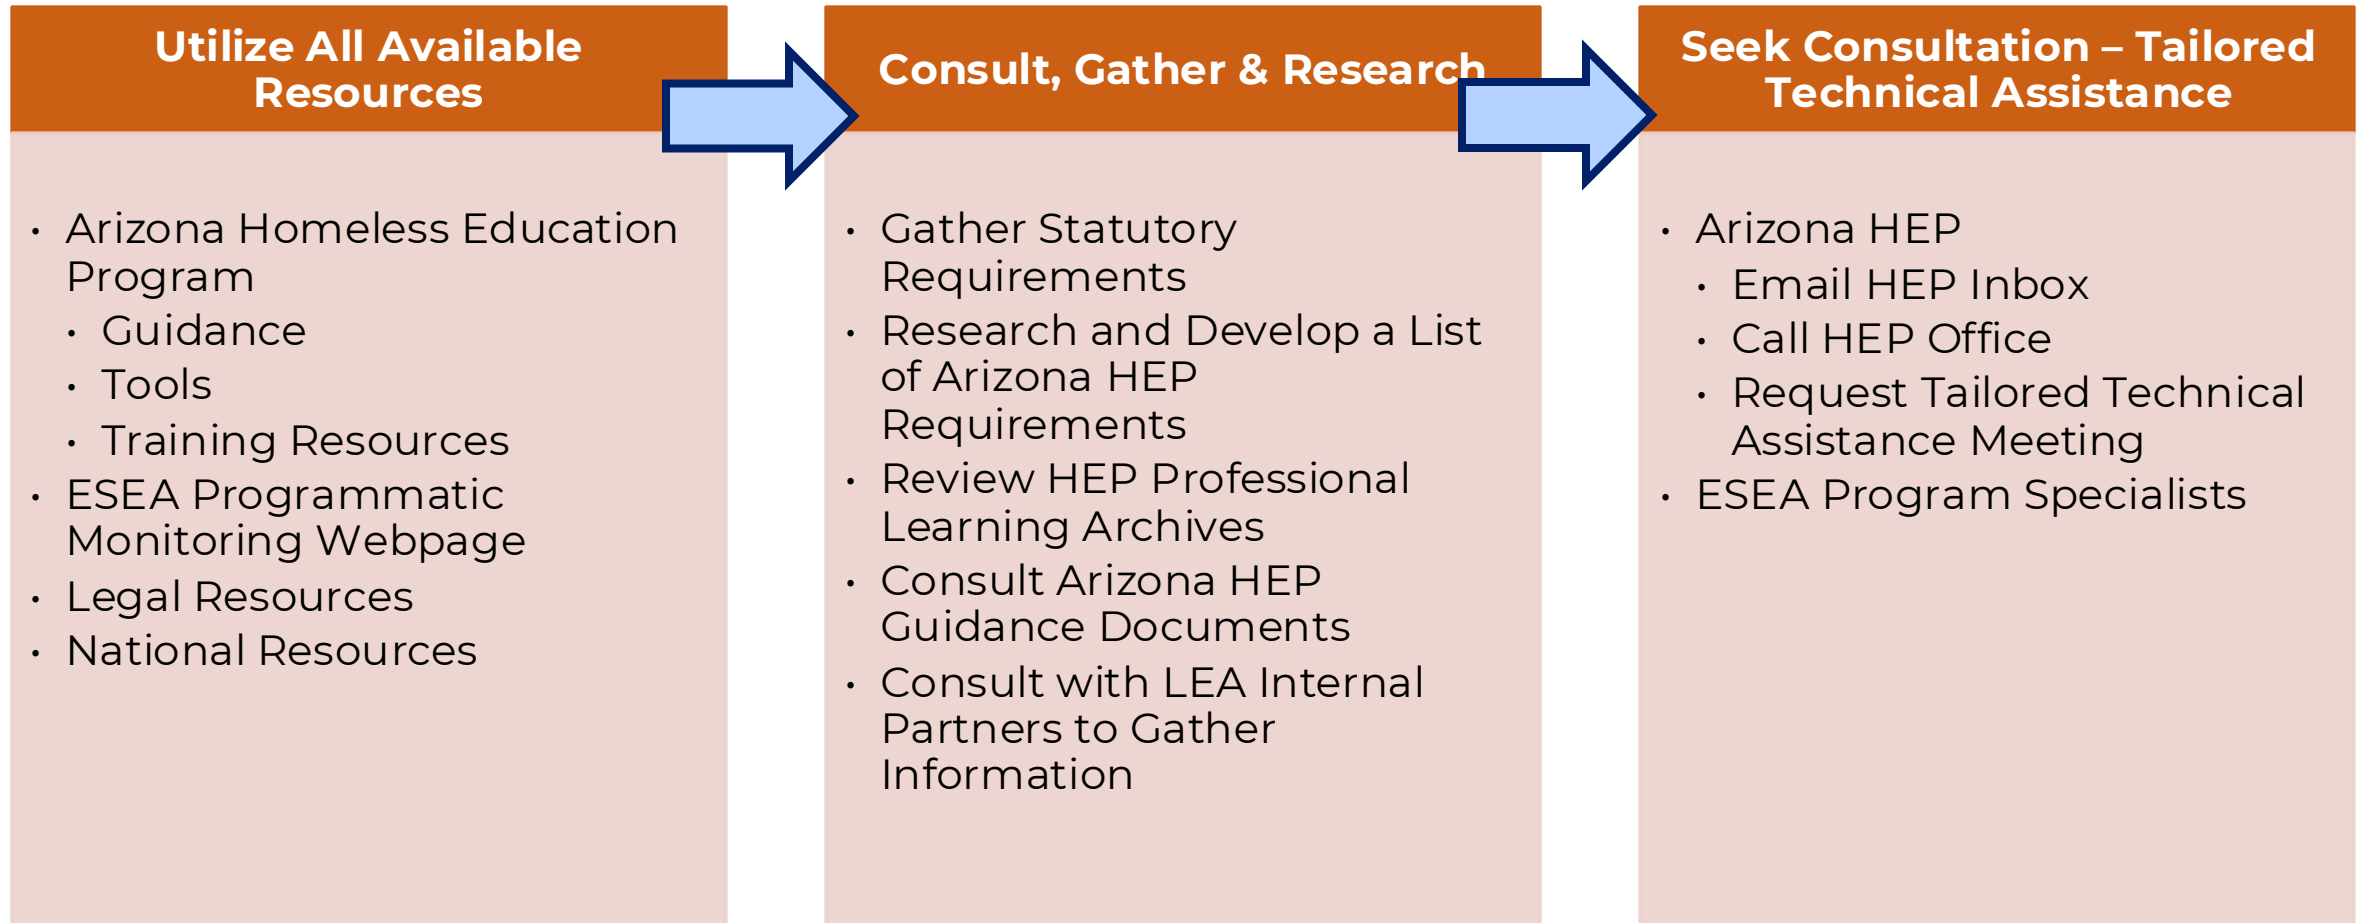 Utilize All Available
Resources
• Arizona Homeless Education
Program
• Guidance
• Tools
• Training Resources
• ESEA Programmatic
Monitoring Webpage
• Legal Resources
• National Resources
Consult, Gather & Research
• Gather Statutory
Requirements
• Research and Develop a List
of Arizona HEP
Requirements
• Review HEP Professional
Learning Archives
• Consult Arizona HEP
Guidance Documents
• Consult with LEA Internal
Partners to Gather
Information
Seek Consultation – Tailored
Technical Assistance
• Arizona HEP
• Email HEP Inbox
• Call HEP Office
• Request Tailored Technical
Assistance Meeting
• ESEA Program Specialists